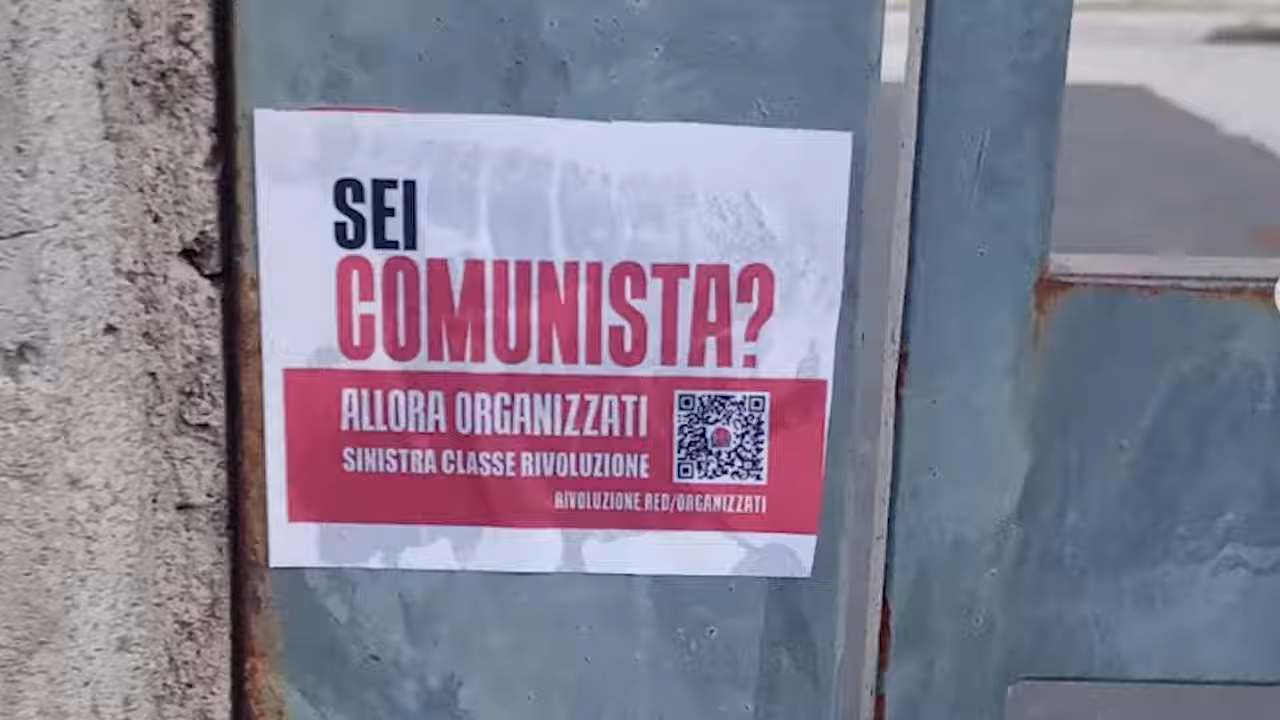 SEI
COMUNISTA?
ALLORA ORGANIZZATI
SINISTRA CLASSE RIVOLUZIONE
RIVOLUZIONE.RED/ORGANIZZATI